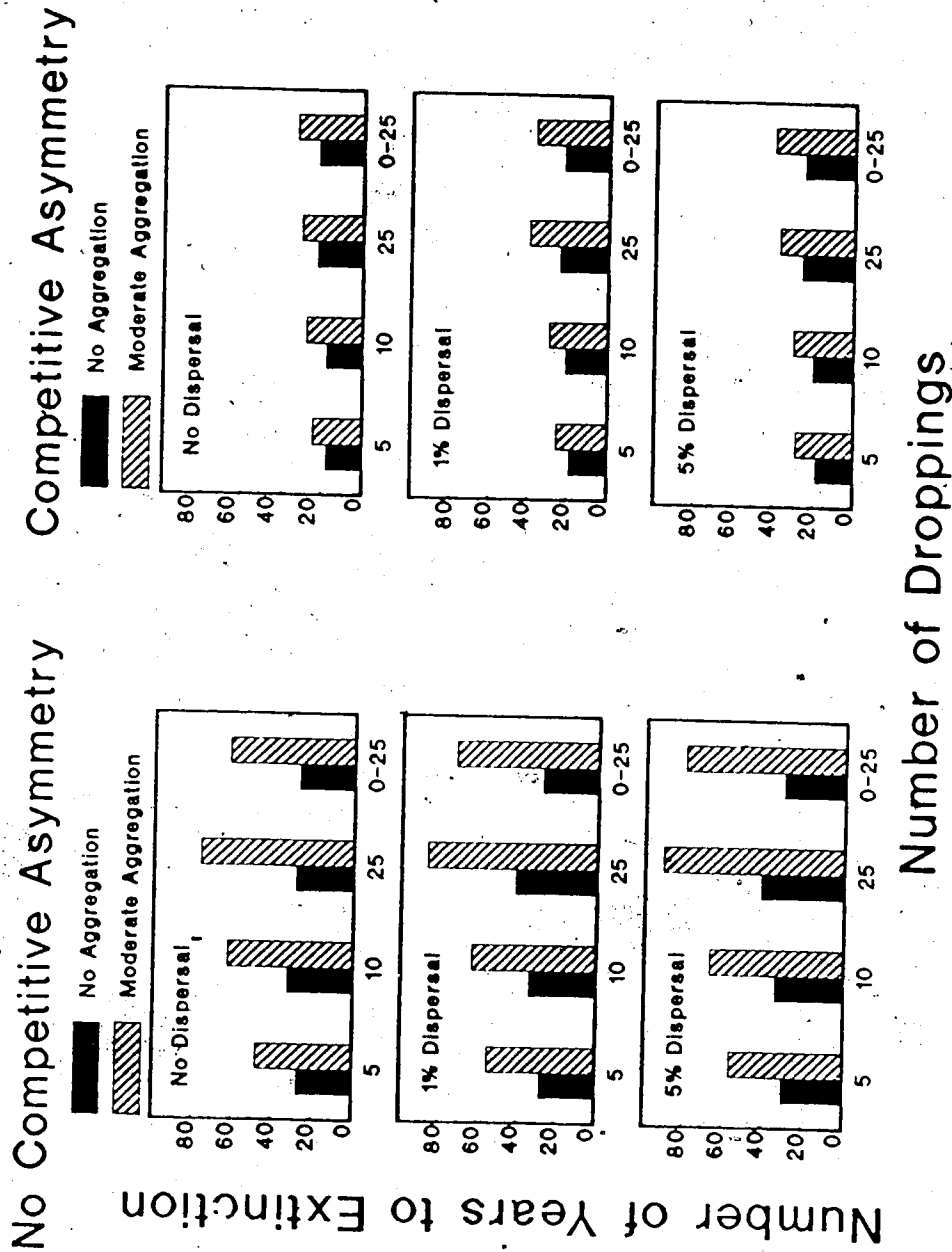 No Competitive Asymmetry
No Aggregation
Moderate Aggregation
Competitive Asymmetry
No Aggregation
Moderate Aggregation
Number of Years to Extinction
No Dispersal
80
60
40
20
0
5 10 25 0-25
1% Dispersal
80
60
40
20
0
5 10 25 0-25
5% Dispersal
80
60
40
20
0
5 10 25 0-25
No Dispersal
80
60
40
20
0
5 10 25 0-25
1% Dispersal
80
60
40
20
0
5 10 25 0-25
5% Dispersal
80
60
40
20
0
5 10 25 0-25
Number of Droppings